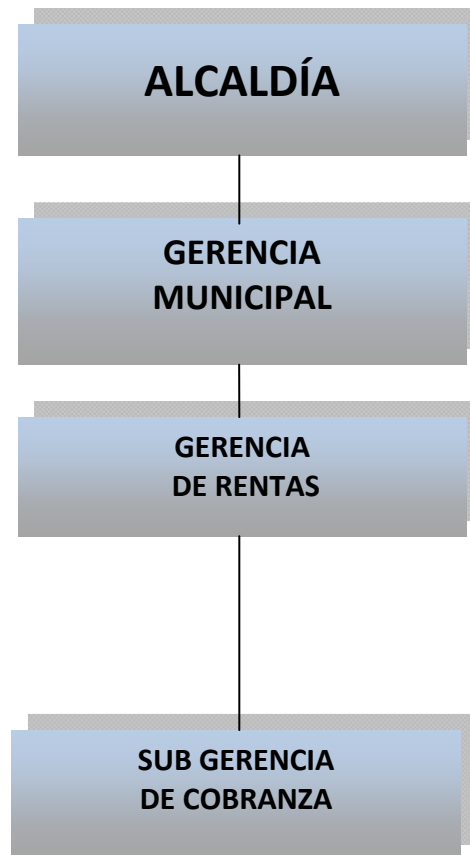 ALCALDÍA
GERENCIA
MUNICIPAL
GERENCIA
DE RENTAS
SUB GERENCIA
DE COBRANZA